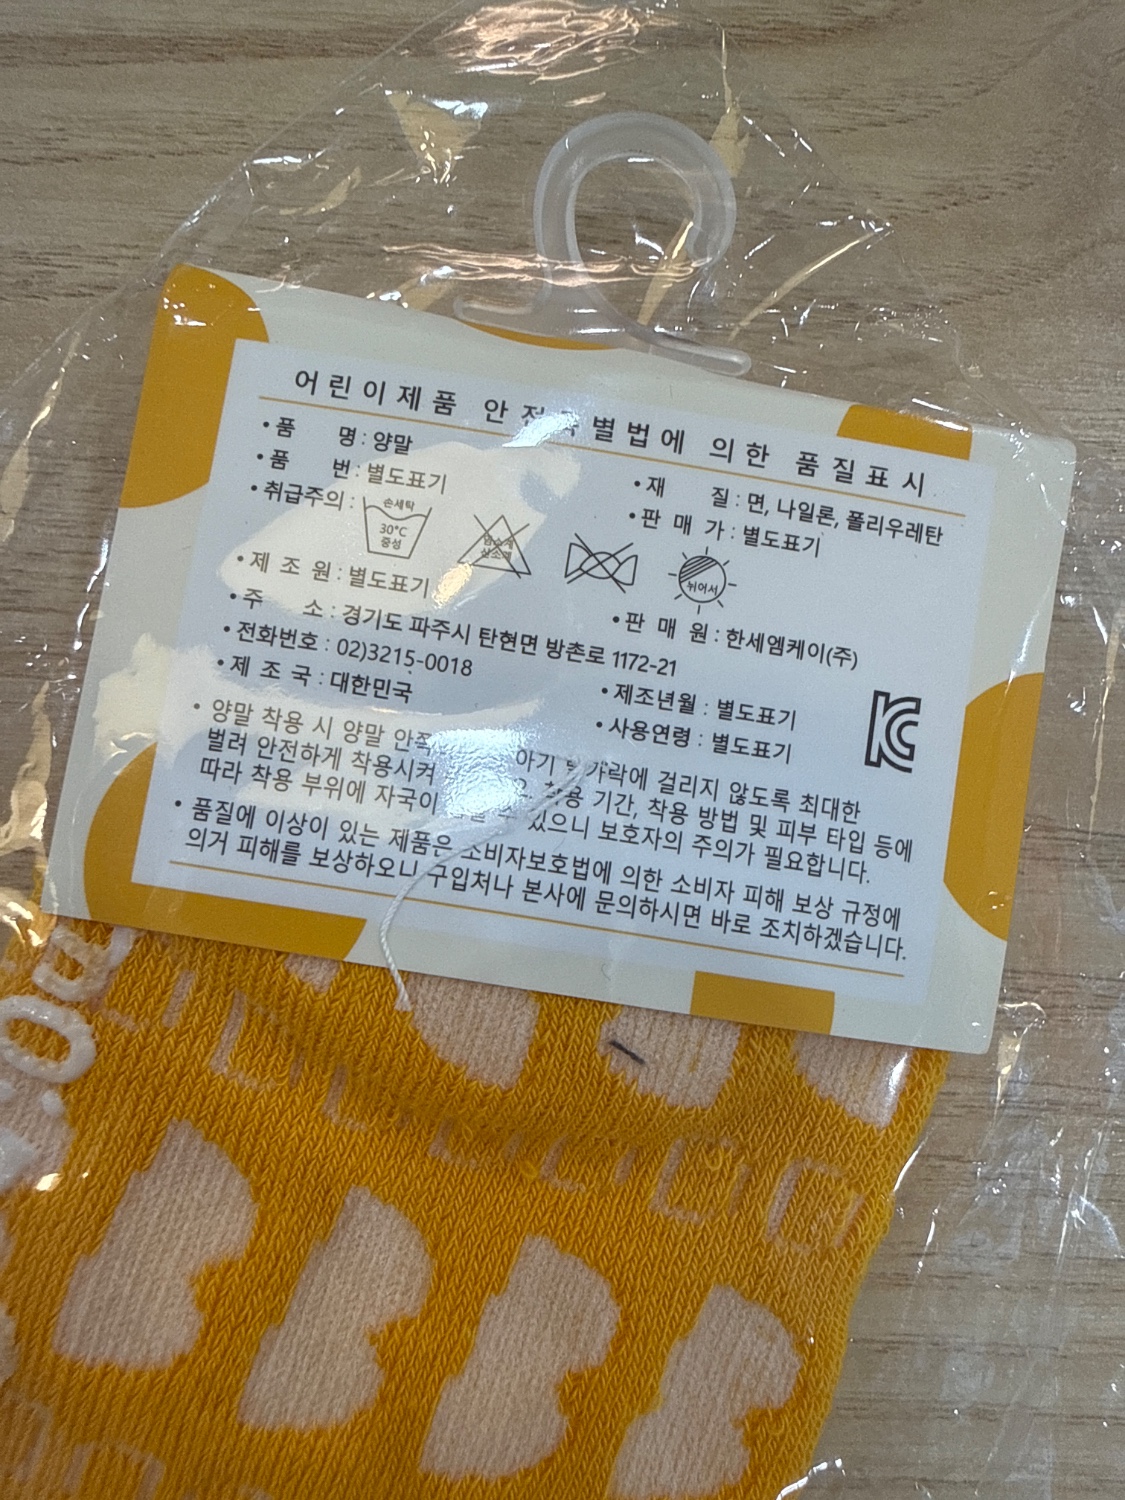 어린이제품 안전특별법에 의한 품질표시
• 품 명 : 양말
• 품 번 : 별도표기
• 재 질 : 면, 나일론, 폴리우레탄
• 취급주의 :
손세탁
30°C
중성
뉘어서
• 판 매 가 : 별도표기
• 제 조 원 : 별도표기
• 판 매 원 : 한세엠케이(주)
• 주 소 : 경기도 파주시 탄현면 방촌로 1172-21
• 전화번호 : 02)3215-0018
• 제조년월 : 별도표기
• 제 조 국 : 대한민국
• 사용연령 : 별도표기
KC
• 양말 착용 시 양말 안쪽 아기 발가락에 걸리지 않도록 최대한
벌려 안전하게 착용시켜 착용 기간, 착용 방법 및 피부 타입 등에
따라 착용 부위에 자국이 수 있으니 보호자의 주의가 필요합니다.
• 품질에 이상이 있는 제품은 소비자보호법에 의한 소비자 피해 보상 규정에
의거 피해를 보상하오니 구입처나 본사에 문의하시면 바로 조치하겠습니다.